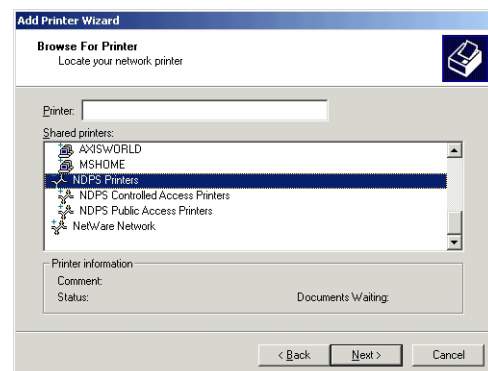 Add Printer Wizard
Browse For Printer
Locate your network printer
Printer:
Shared printers:
AXISWORLD
MSHOME
NDPS Printers
NDPS Controlled Access Printers
NDPS Public Access Printers
NetWare Network
Printer information
Comment:
Status: Documents Waiting:
< Back Next > Cancel